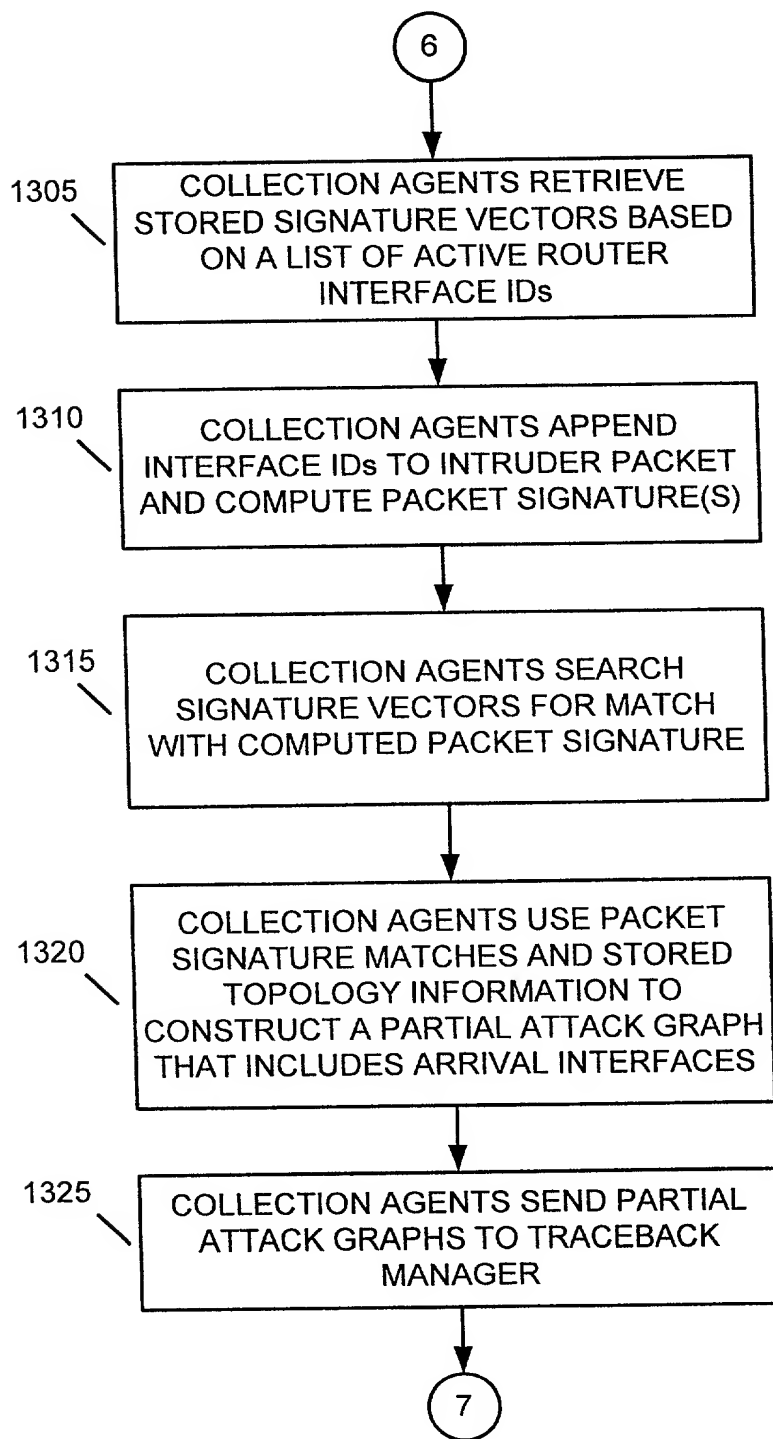 6
1305
COLLECTION AGENTS RETRIEVE
STORED SIGNATURE VECTORS BASED
ON A LIST OF ACTIVE ROUTER
INTERFACE IDs
1310
COLLECTION AGENTS APPEND
INTERFACE IDs TO INTRUDER PACKET
AND COMPUTE PACKET SIGNATURE(S)
1315
COLLECTION AGENTS SEARCH
SIGNATURE VECTORS FOR MATCH
WITH COMPUTED PACKET SIGNATURE
1320
COLLECTION AGENTS USE PACKET
SIGNATURE MATCHES AND STORED
TOPOLOGY INFORMATION TO
CONSTRUCT A PARTIAL ATTACK GRAPH
THAT INCLUDES ARRIVAL INTERFACES
1325
COLLECTION AGENTS SEND PARTIAL
ATTACK GRAPHS TO TRACEBACK
MANAGER
7